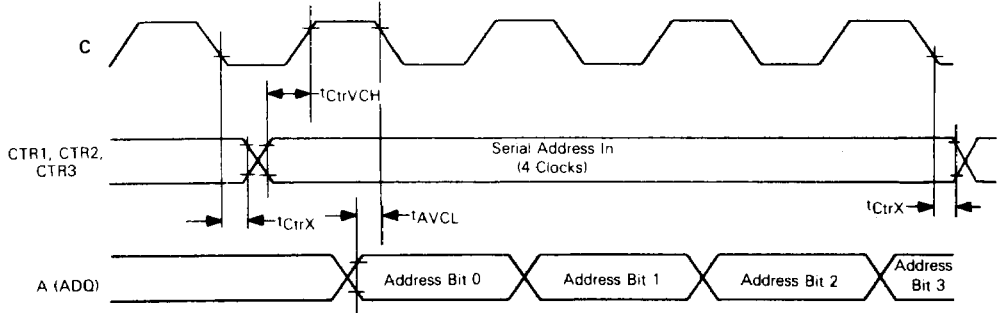 C
tCtrVCH
CTR1, CTR2,
CTR3
Serial Address In
(4 Clocks)
tCtrX
tAVCL
tCtrX
A (ADQ)
Address Bit 0
Address Bit 1
Address Bit 2
Address
Bit 3